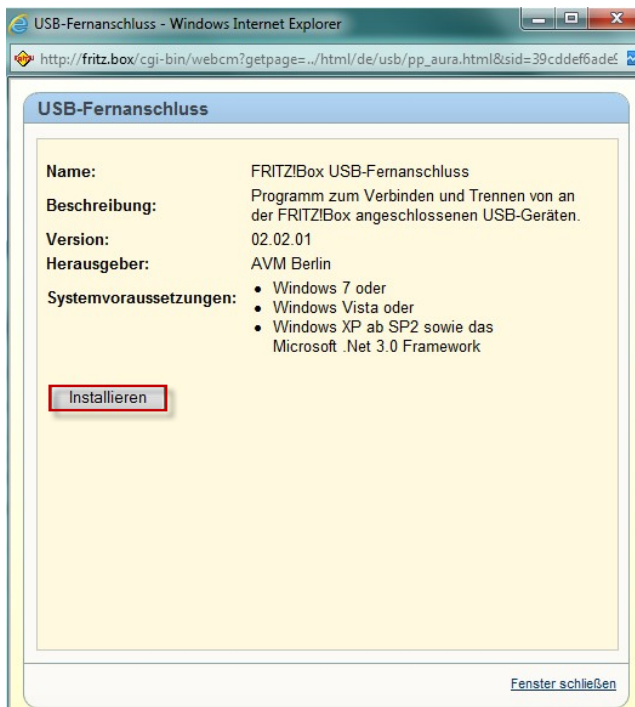 USB-Fernanschluss - Windows Internet Explorer
http://fritz.box/cgi-bin/webcm?getpage=../html/de/usb/pp_aura.html&sid=39cddef6ade
USB-Fernanschluss
Name: FRITZ!Box USB-Fernanschluss
Beschreibung: Programm zum Verbinden und Trennen von an
der FRITZ!Box angeschlossenen USB-Geräten.
Version: 02.02.01
Herausgeber: AVM Berlin
Systemvoraussetzungen: • Windows 7 oder
• Windows Vista oder
• Windows XP ab SP2 sowie das
Microsoft .Net 3.0 Framework
Installieren
Fenster schließen